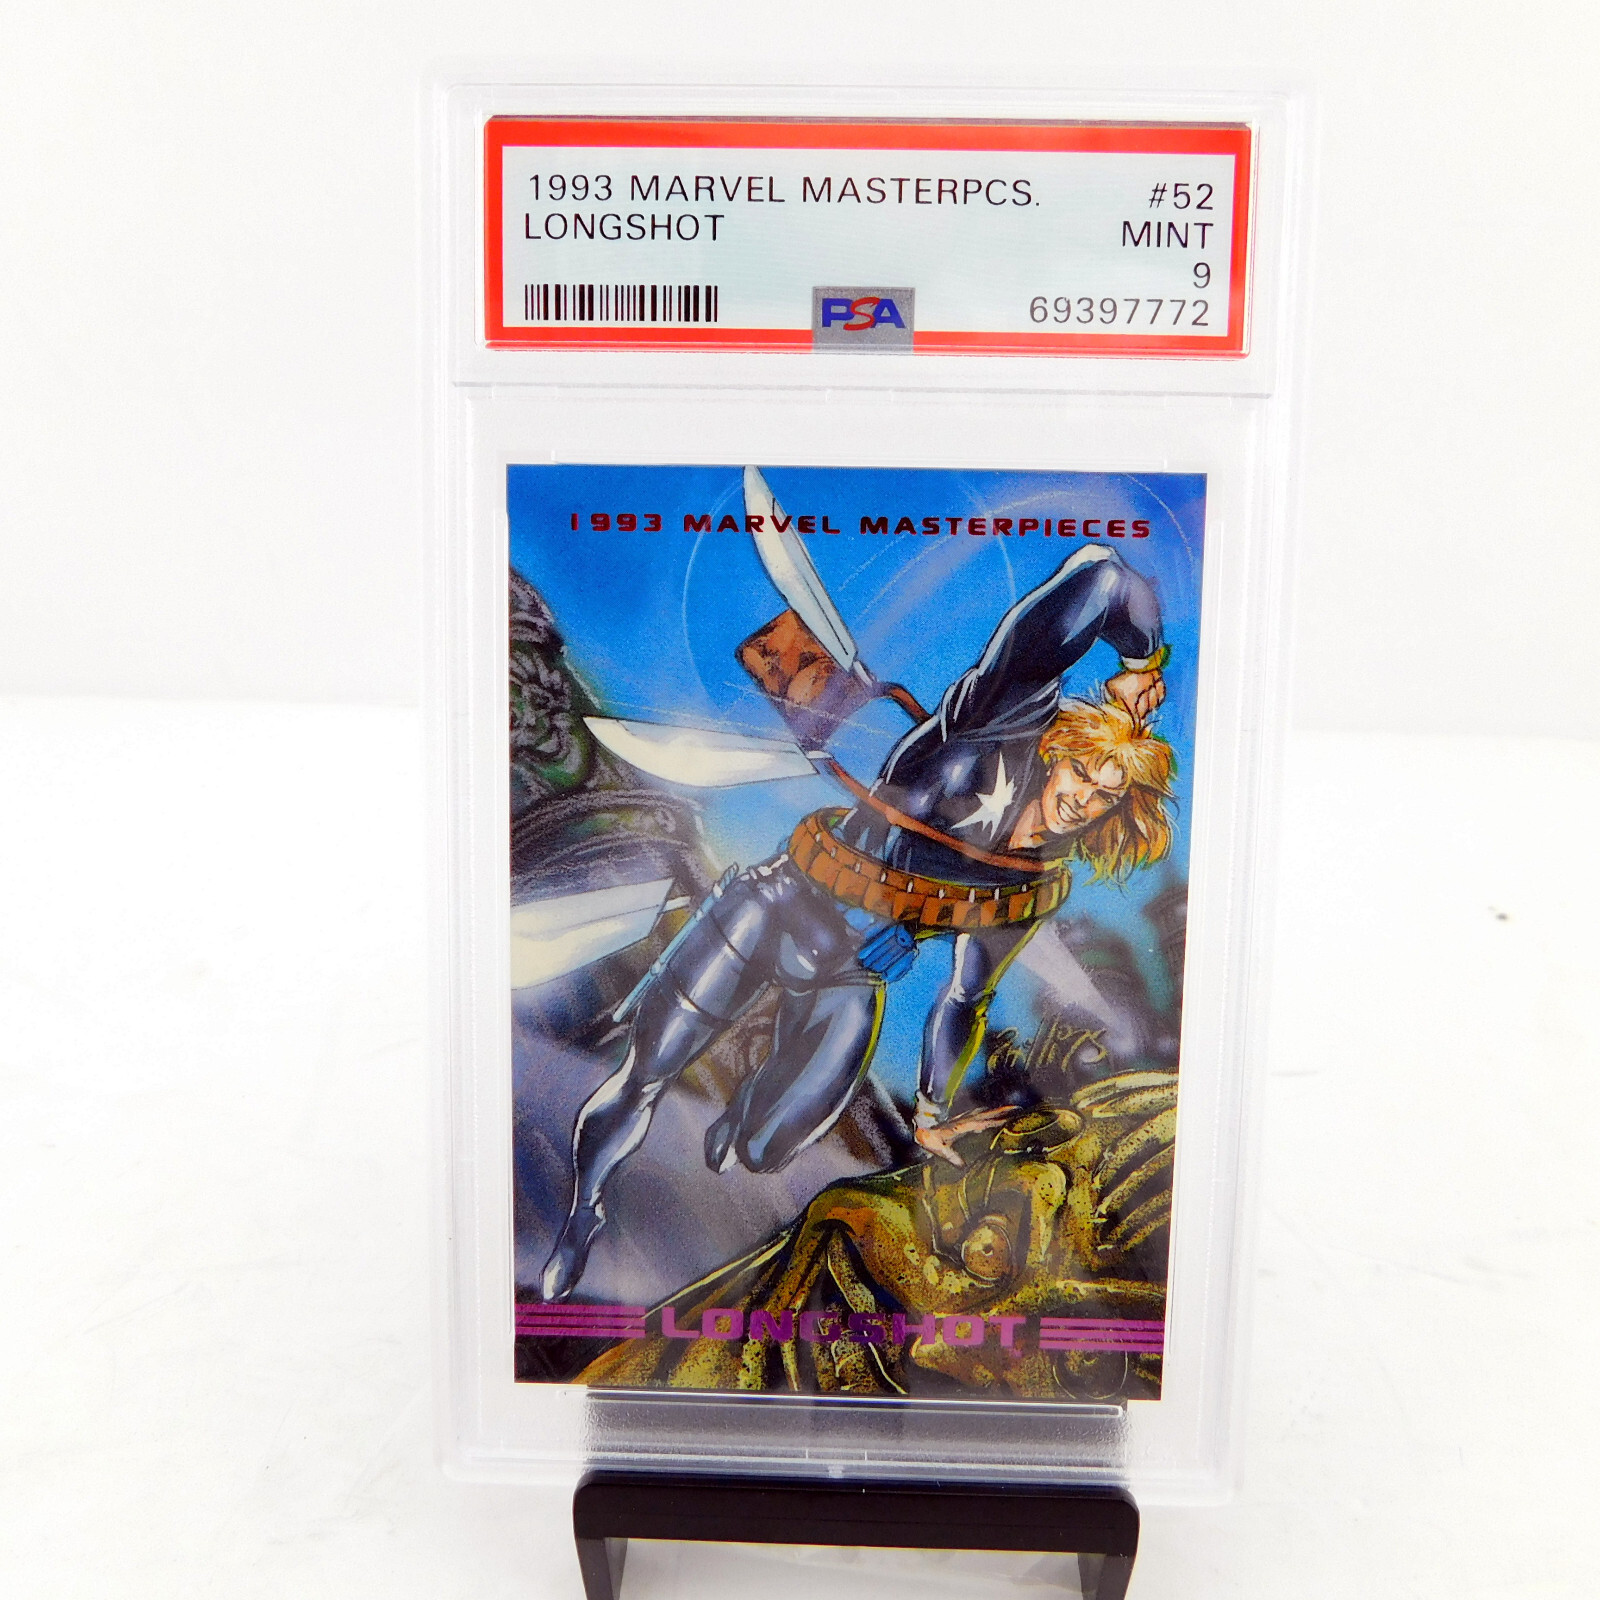 1993 MARVEL MASTERPCS. #52
LONGSHOT MINT
9
PSA 69397772
1993 MARVEL MASTERPIECES
LONGSHOT